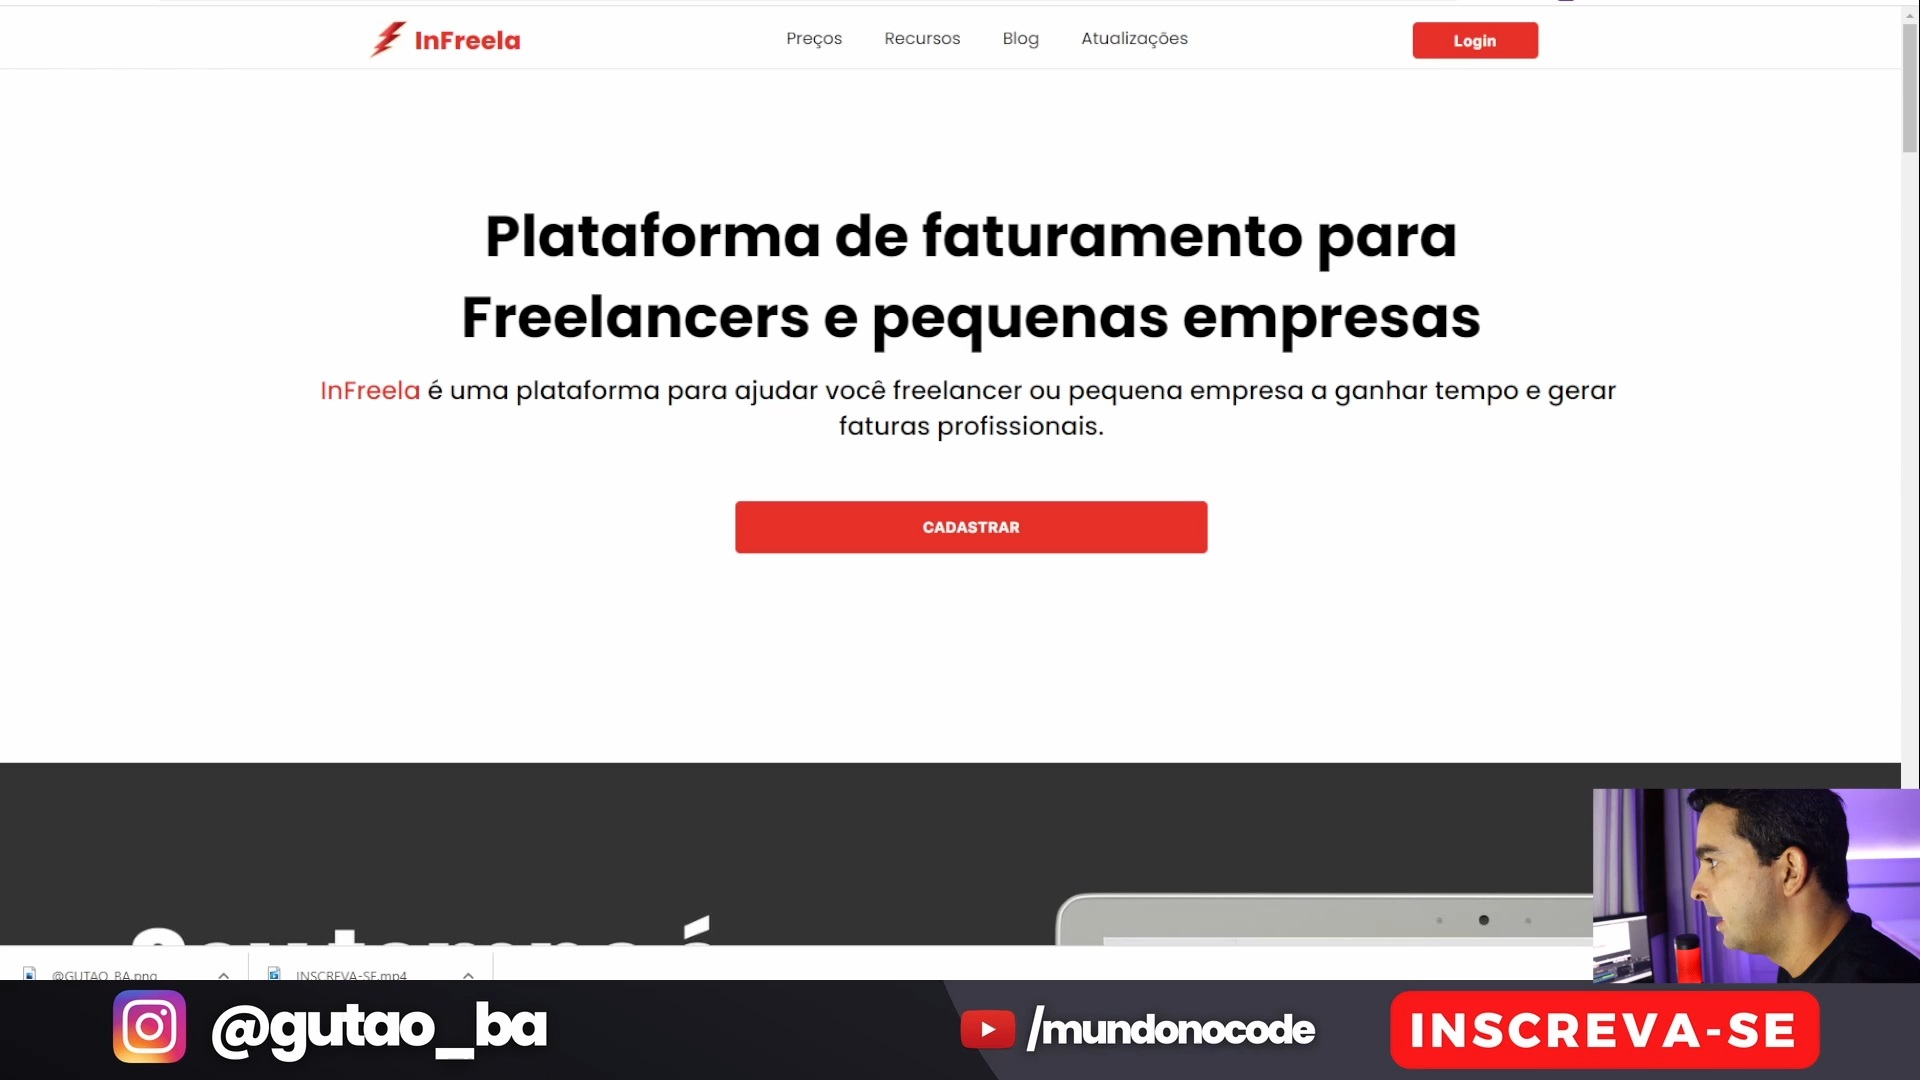 InFreela
Preços
Recursos
Blog
Atualizações
Login
Plataforma de faturamento para
Freelancers e pequenas empresas
InFreela é uma plataforma para ajudar você freelancer ou pequena empresa a ganhar tempo e gerar
faturas profissionais.
CADASTRAR
@GUTAO_BA.png
INSCREVA-SE.mp4
@gutao_ba
/mundonocode
INSCREVA-SE